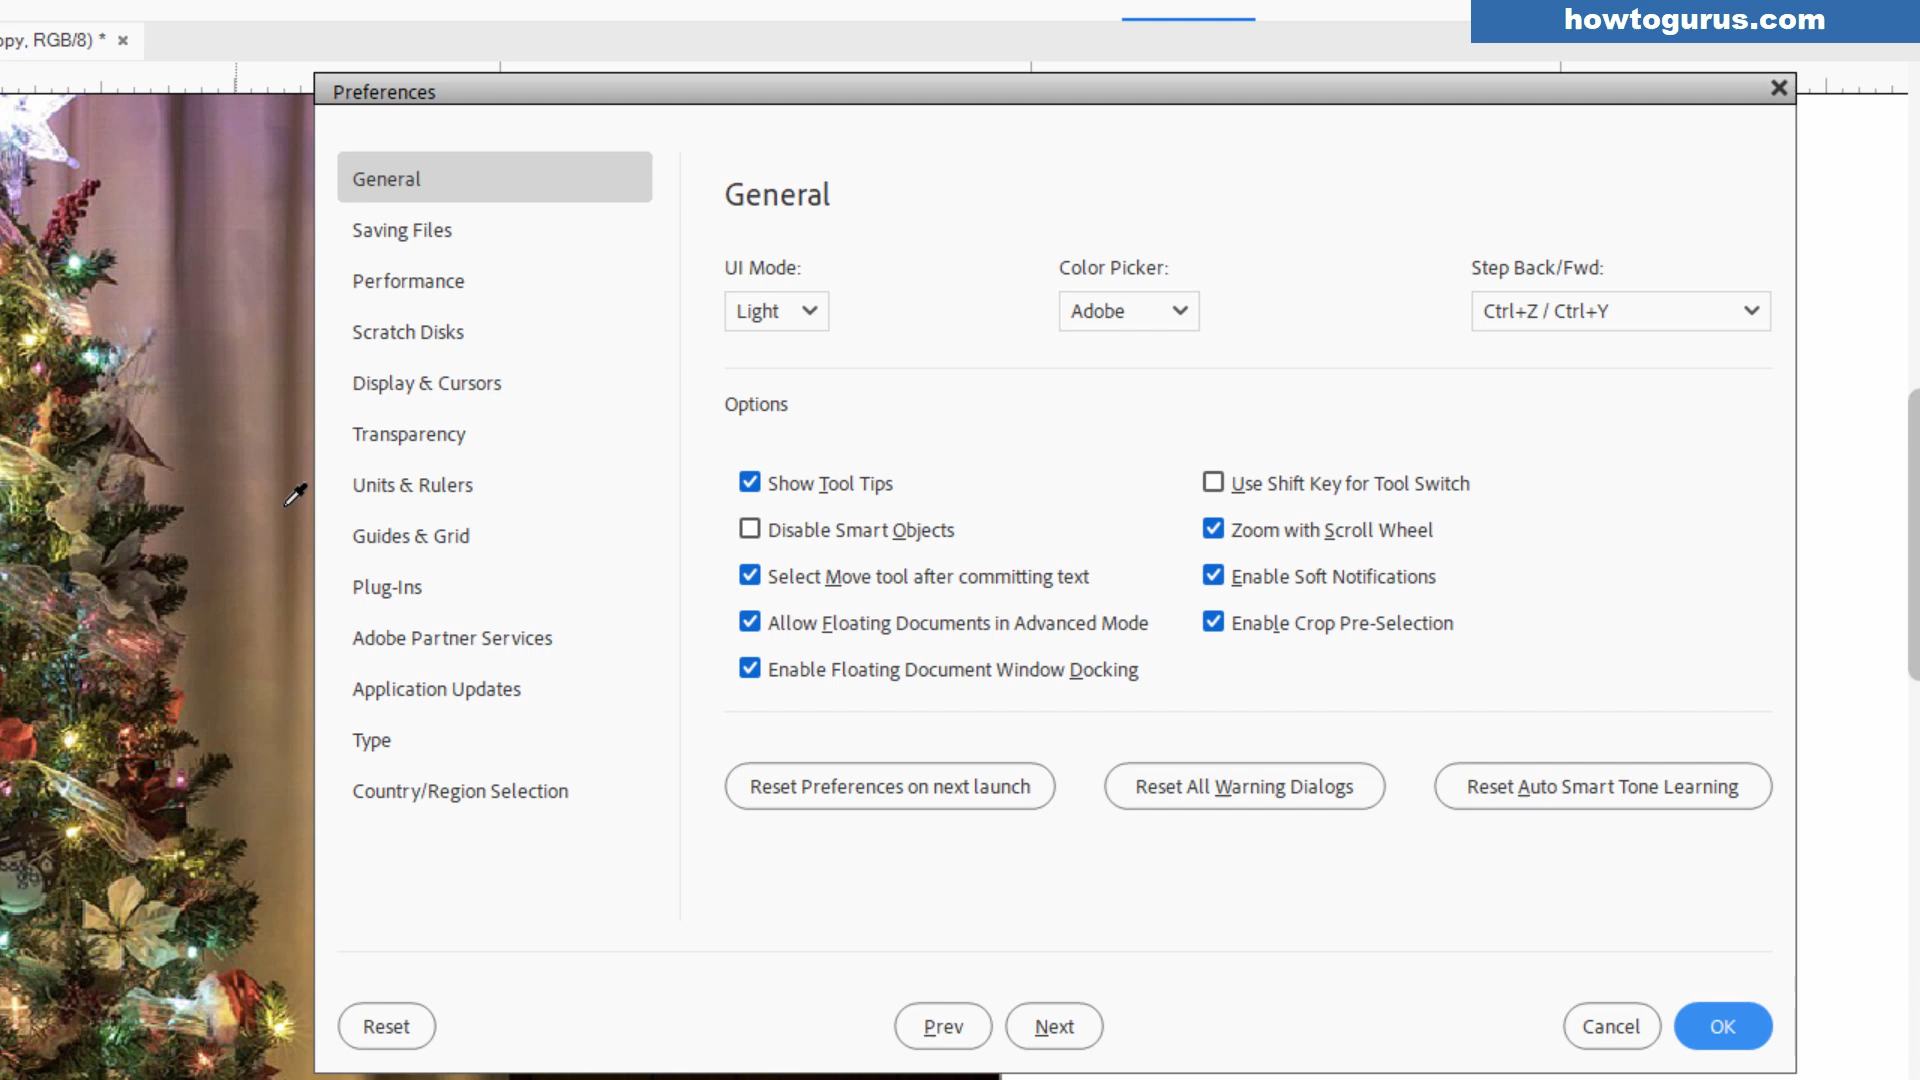 howtogurus.com
opy, RGB/8) *
Preferences
General
Saving Files
Performance
Scratch Disks
Display & Cursors
Transparency
Units & Rulers
Guides & Grid
Plug-Ins
Adobe Partner Services
Application Updates
Type
Country/Region Selection
General
UI Mode: Color Picker: Step Back/Fwd:
Light Adobe Ctrl+Z / Ctrl+Y
Options
Show Tool Tips Use Shift Key for Tool Switch
Disable Smart Objects Zoom with Scroll Wheel
Select Move tool after committing text Enable Soft Notifications
Allow Floating Documents in Advanced Mode Enable Crop Pre-Selection
Enable Floating Document Window Docking
Reset Preferences on next launch Reset All Warning Dialogs Reset Auto Smart Tone Learning
Reset Prev Next Cancel OK